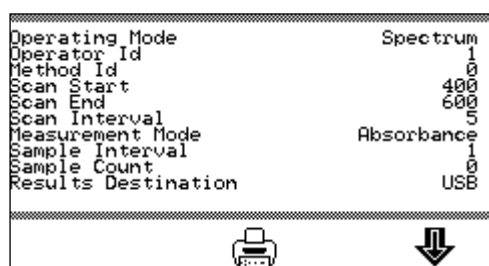 Operating Mode Spectrum
Operator Id 1
Method Id 0
Scan Start 400
Scan End 600
Scan Interval 5
Measurement Mode Absorbance
Sample Interval 1
Sample Count 0
Results Destination USB